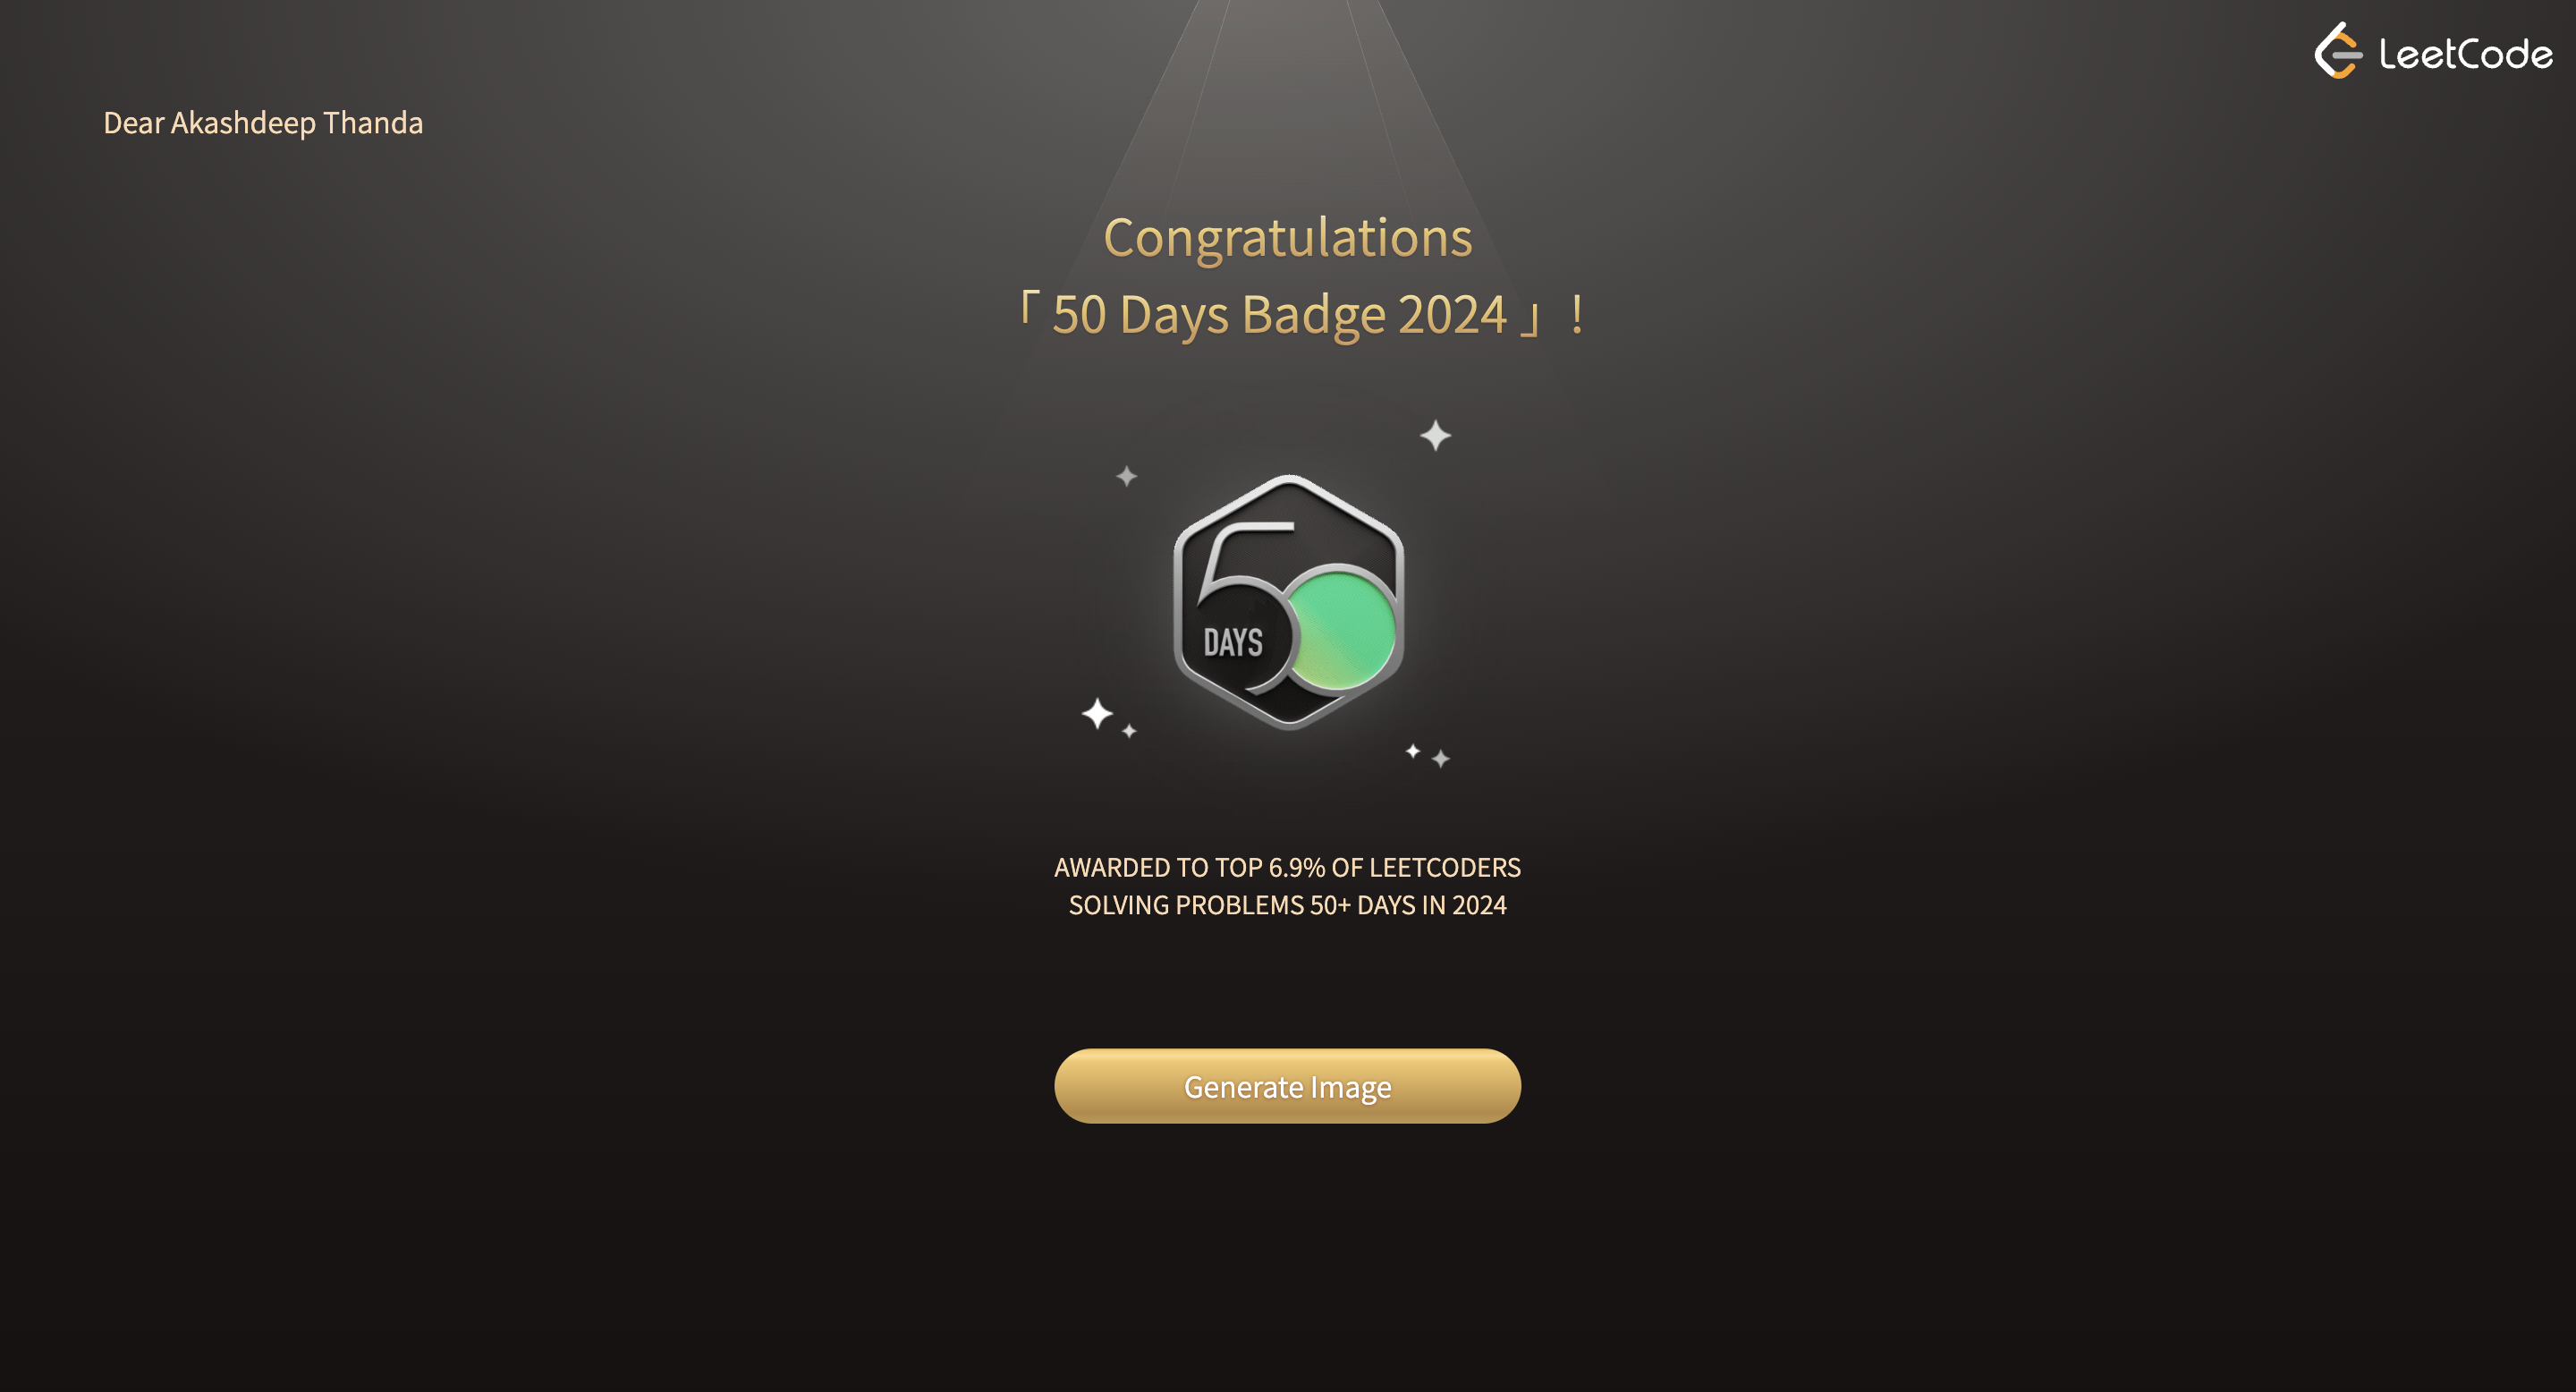 LeetCode
Dear Akashdeep Thanda
Congratulations
「 50 Days Badge 2024 」 !
50
DAYS
AWARDED TO TOP 6.9% OF LEETCODERS
SOLVING PROBLEMS 50+ DAYS IN 2024
Generate Image